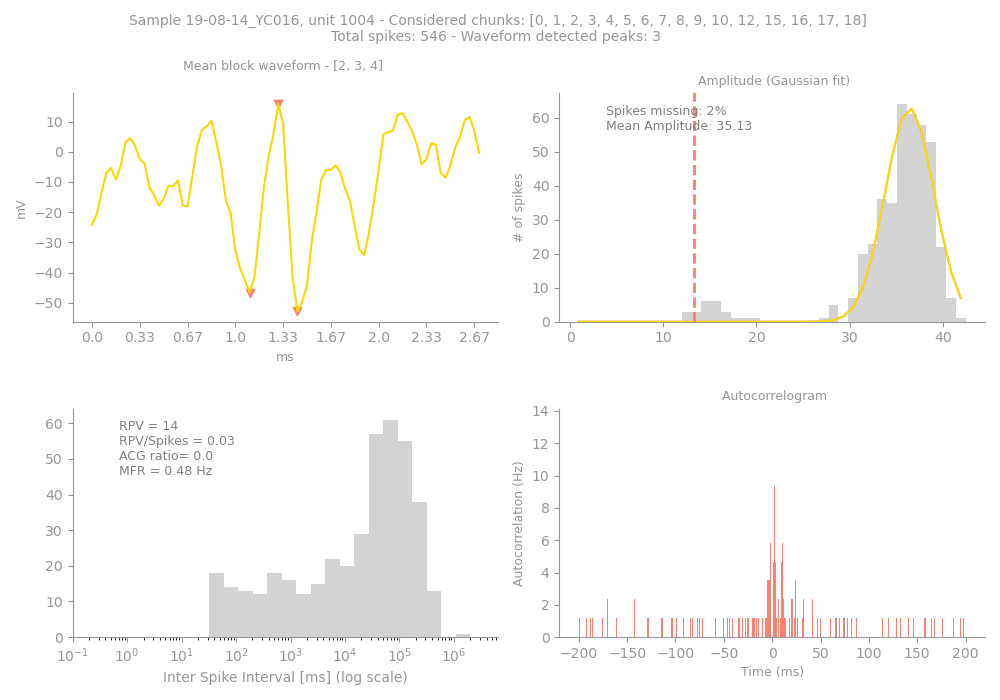 Sample 19-08-14_YC016, unit 1004 - Considered chunks: [0, 1, 2, 3, 4, 5, 6, 7, 8, 9, 10, 12, 15, 16, 17, 18]
Total spikes: 546 - Waveform detected peaks: 3
Mean block waveform - [2, 3, 4]
mV
10
0
−10
−20
−30
−40
−50
0.0 0.33 0.67 1.0 1.33 1.67 2.0 2.33 2.67
ms
Amplitude (Gaussian fit)
Spikes missing: 2%
Mean Amplitude: 35.13
# of spikes
60
50
40
30
20
10
0
0 10 20 30 40
RPV = 14
RPV/Spikes = 0.03
ACG ratio= 0.0
MFR = 0.48 Hz
60
50
40
30
20
10
0
10⁻¹ 10⁰ 10¹ 10² 10³ 10⁴ 10⁵ 10⁶
Inter Spike Interval [ms] (log scale)
Autocorrelogram
Autocorrelation (Hz)
14
12
10
8
6
4
2
0
−200 −150 −100 −50 0 50 100 150 200
Time (ms)